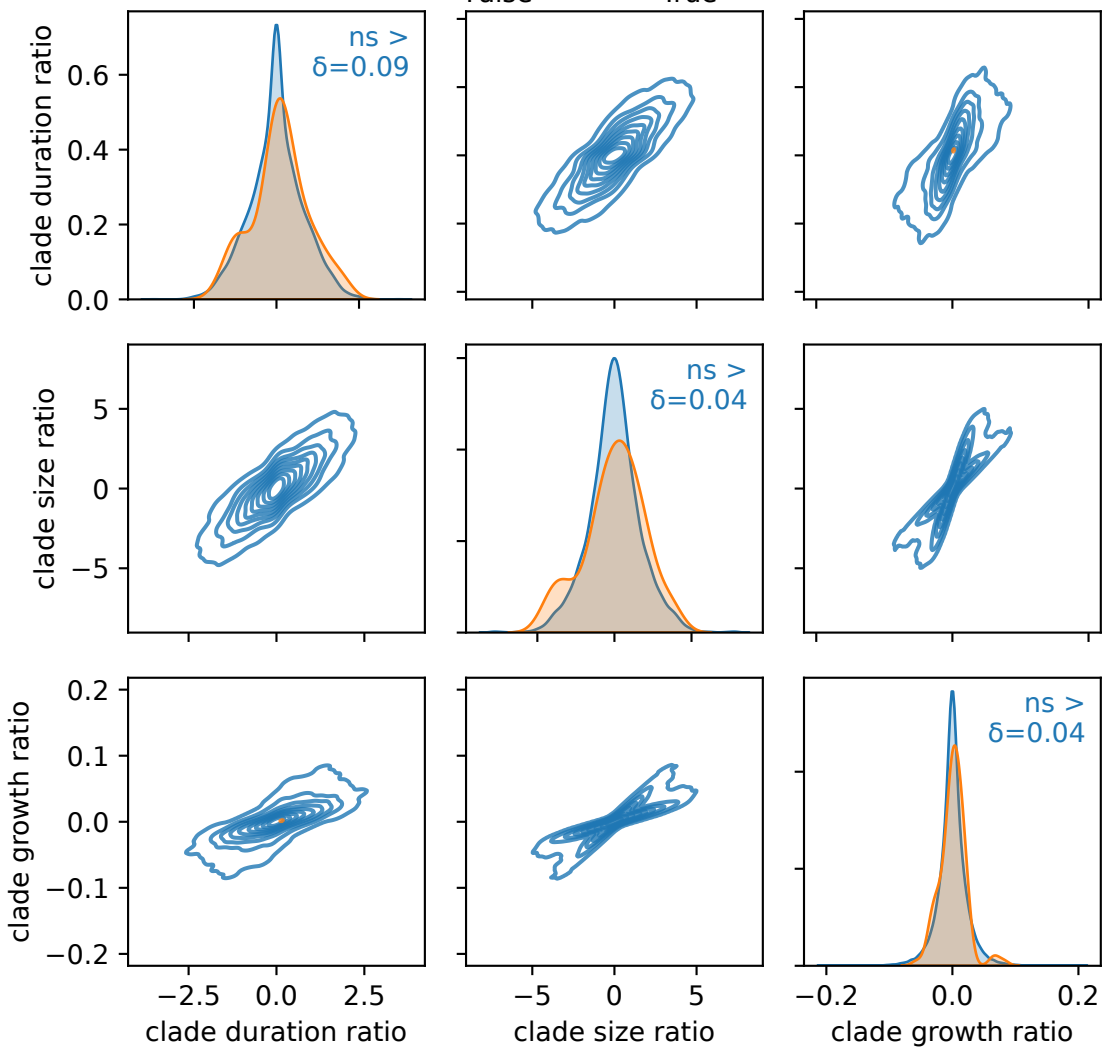 False True
clade duration ratio
0.6
0.4
0.2
0.0
ns >
δ=0.09
clade size ratio
5
0
−5
ns >
δ=0.04
clade growth ratio
0.2
0.1
0.0
−0.1
−0.2
ns >
δ=0.04
−2.5 0.0 2.5
−5 0 5
−0.2 0.0 0.2
clade duration ratio
clade size ratio
clade growth ratio